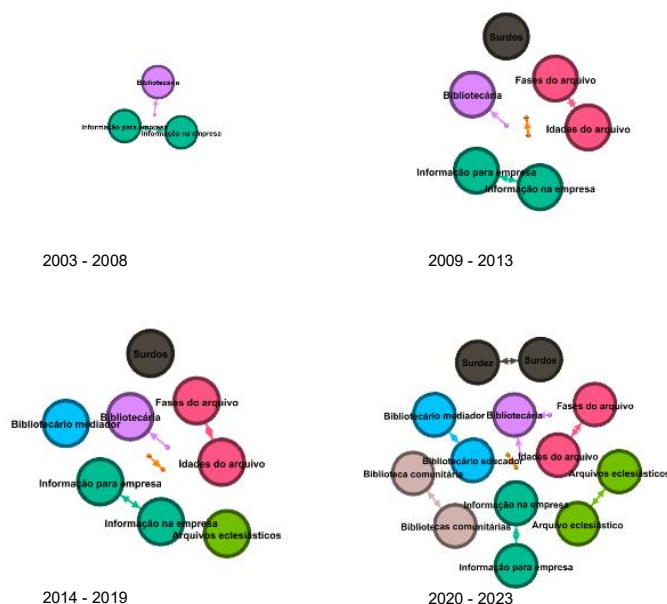 Bibliotecária
Informação para empresa
Informação na empresa
2003 - 2008
Surdos
Fases do arquivo
Bibliotecária
Idades do arquivo
Informação para empresa
Informação na empresa
2009 - 2013
Surdos
Fases do arquivo
Bibliotecário mediador
Bibliotecária
Idades do arquivo
Informação para empresa
Informação na empresa
Arquivos eclesiásticos
2014 - 2019
Surdez
Surdos
Fases do arquivo
Bibliotecário mediador
Bibliotecária
Idades do arquivo
Bibliotecário educador
Biblioteca comunitária
Arquivos eclesiásticos
Informação na empresa
Bibliotecas comunitárias
Arquivo eclesiástico
Informação para empresa
2020 - 2023